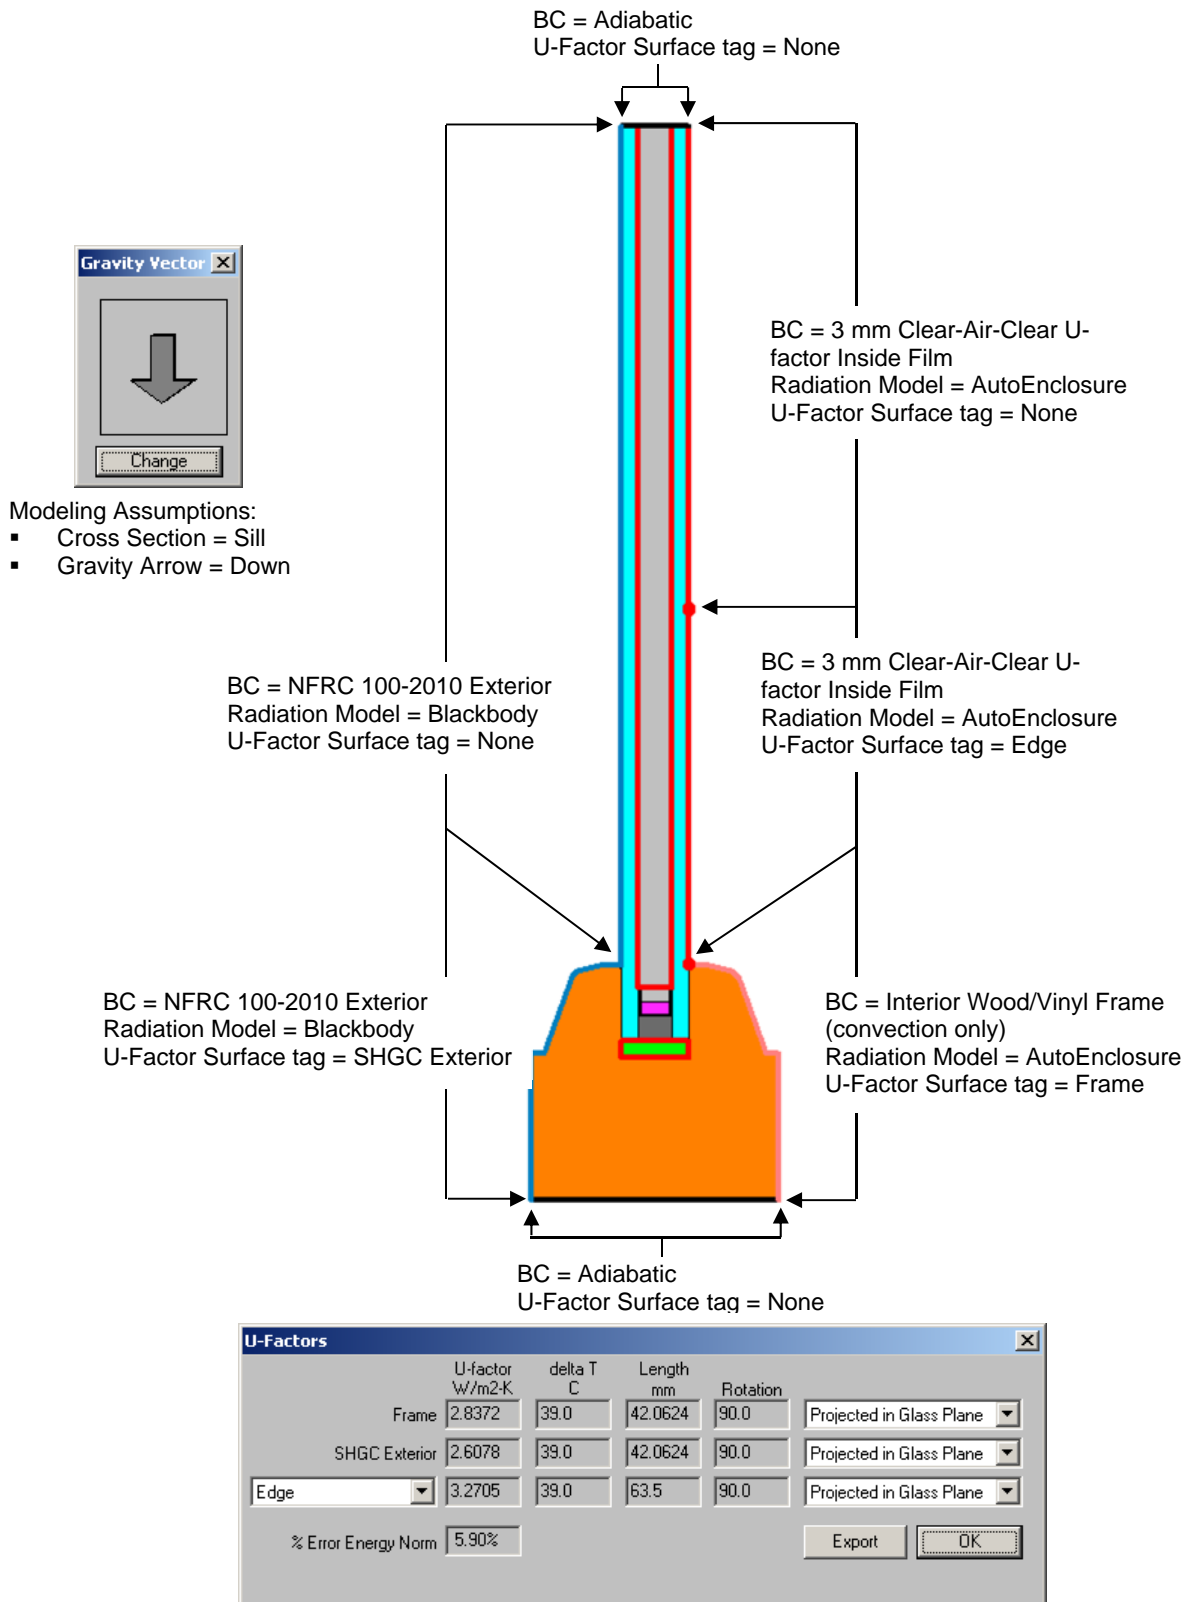 BC = Adiabatic
U-Factor Surface tag = None
Gravity Vector
Change
Modeling Assumptions:
▪ Cross Section = Sill
▪ Gravity Arrow = Down
BC = 3 mm Clear-Air-Clear U-
factor Inside Film
Radiation Model = AutoEnclosure
U-Factor Surface tag = None
BC = NFRC 100-2010 Exterior
Radiation Model = Blackbody
U-Factor Surface tag = None
BC = 3 mm Clear-Air-Clear U-
factor Inside Film
Radiation Model = AutoEnclosure
U-Factor Surface tag = Edge
BC = NFRC 100-2010 Exterior
Radiation Model = Blackbody
U-Factor Surface tag = SHGC Exterior
BC = Interior Wood/Vinyl Frame
(convection only)
Radiation Model = AutoEnclosure
U-Factor Surface tag = Frame
BC = Adiabatic
U-Factor Surface tag = None
U-Factors
U-factor delta T Length
W/m2-K C mm Rotation
Frame 2.8372 39.0 42.0624 90.0 Projected in Glass Plane
SHGC Exterior 2.6078 39.0 42.0624 90.0 Projected in Glass Plane
Edge 3.2705 39.0 63.5 90.0 Projected in Glass Plane
% Error Energy Norm 5.90% Export OK